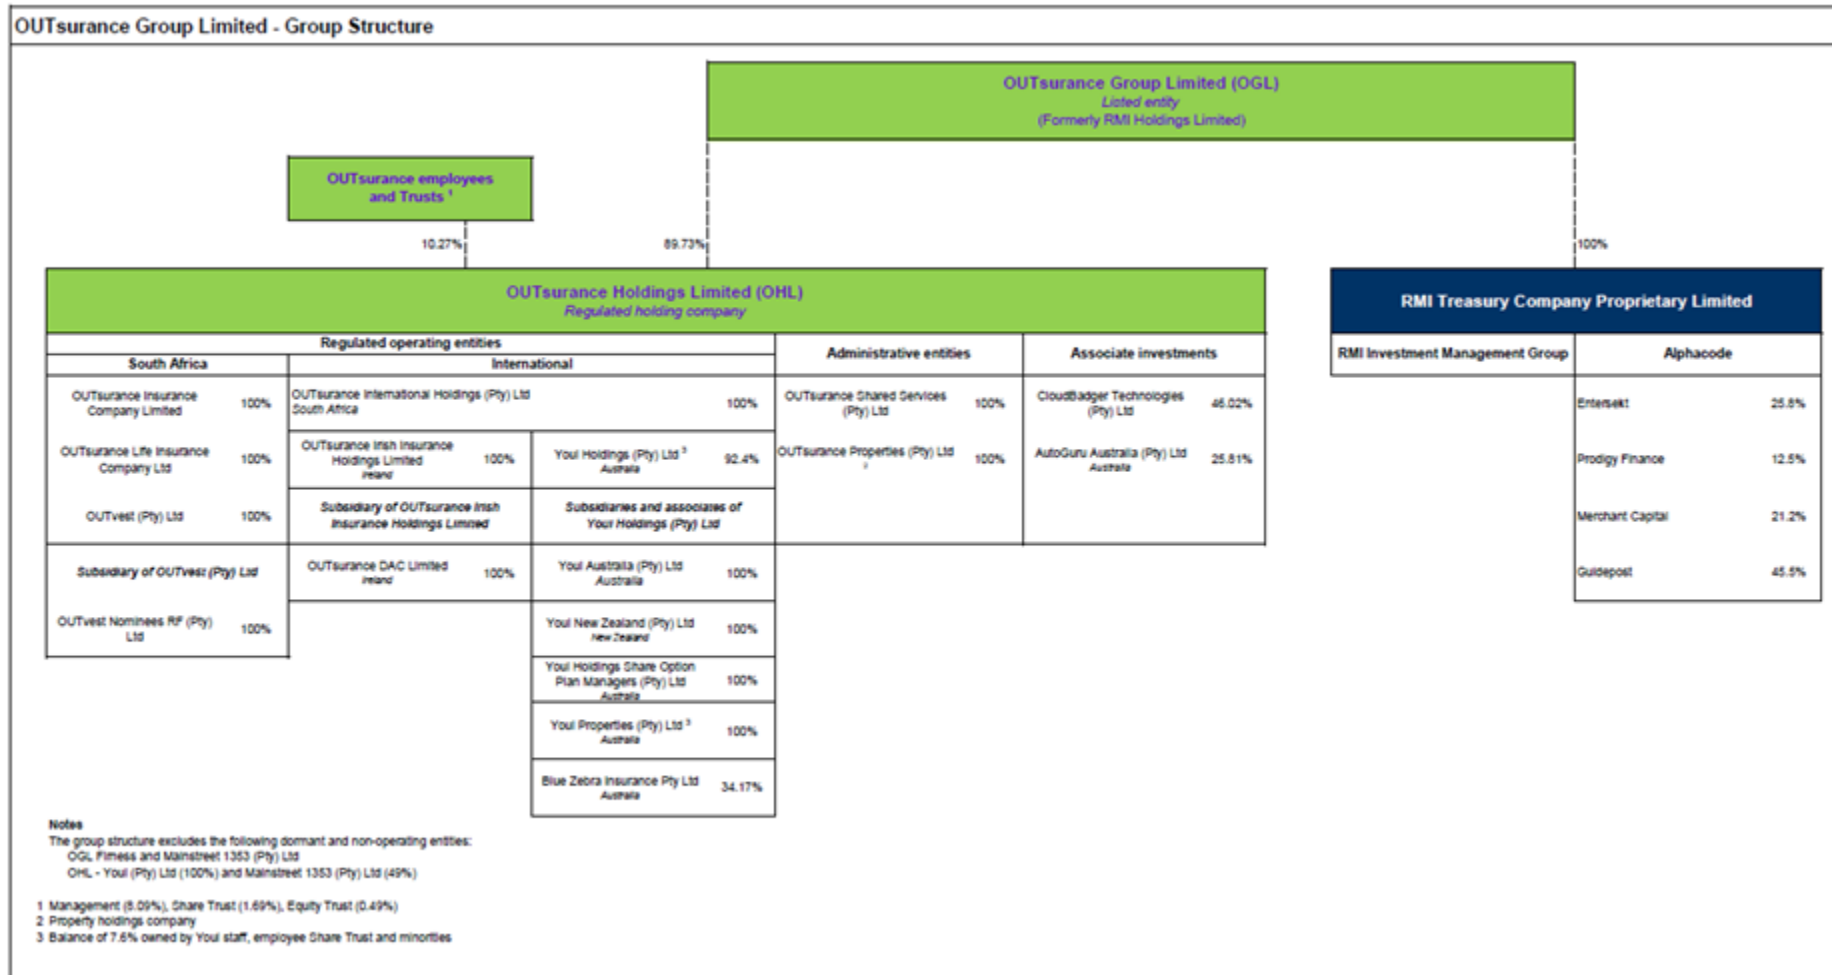 OUTsurance Group Limited - Group Structure
OUTsurance Group Limited (OGL)
Listed entity
(Formerly RMI Holdings Limited)
OUTsurance employees
and Trusts ¹
10.27%
89.73%
100%
OUTsurance Holdings Limited (OHL)
Regulated holding company
RMI Treasury Company Proprietary Limited
Regulated operating entities
Administrative entities
Associate investments
RMI Investment Management Group
Alphacode
South Africa
International
OUTsurance Insurance
Company Limited
100%
OUTsurance Life Insurance
Company Ltd
100%
OUTvest (Pty) Ltd
100%
Subsidiary of OUTvest (Pty) Ltd
OUTvest Nominees RF (Pty)
Ltd
100%
OUTsurance International Holdings (Pty) Ltd
South Africa
100%
OUTsurance Irish Insurance
Holdings Limited
Ireland
100%
Subsidiary of OUTsurance Irish
Insurance Holdings Limited
OUTsurance DAC Limited
Ireland
100%
Youi Holdings (Pty) Ltd ³
Australia
92.4%
Subsidiaries and associates of
Youi Holdings (Pty) Ltd
Youi Australia (Pty) Ltd
Australia
100%
Youi New Zealand (Pty) Ltd
New Zealand
100%
Youi Holdings Share Option
Plan Managers (Pty) Ltd
Australia
100%
Youi Properties (Pty) Ltd ³
Australia
100%
Blue Zebra Insurance Pty Ltd
Australia
34.17%
OUTsurance Shared Services
(Pty) Ltd
100%
OUTsurance Properties (Pty) Ltd
²
100%
CloudBadger Technologies
(Pty) Ltd
46.02%
AutoGuru Australia (Pty) Ltd
Australia
25.81%
Entersekt
25.8%
Prodigy Finance
12.5%
Merchant Capital
21.2%
Guidepost
45.5%
Notes
The group structure excludes the following dormant and non-operating entities:
OGL Firness and Mainstreet 1353 (Pty) Ltd
OHL - Youi (Pty) Ltd (100%) and Mainstreet 1353 (Pty) Ltd (49%)
1 Management (8.09%), Share Trust (1.69%), Equity Trust (0.49%)
2 Property holdings company
3 Balance of 7.6% owned by Youi staff, employee Share Trust and minorities